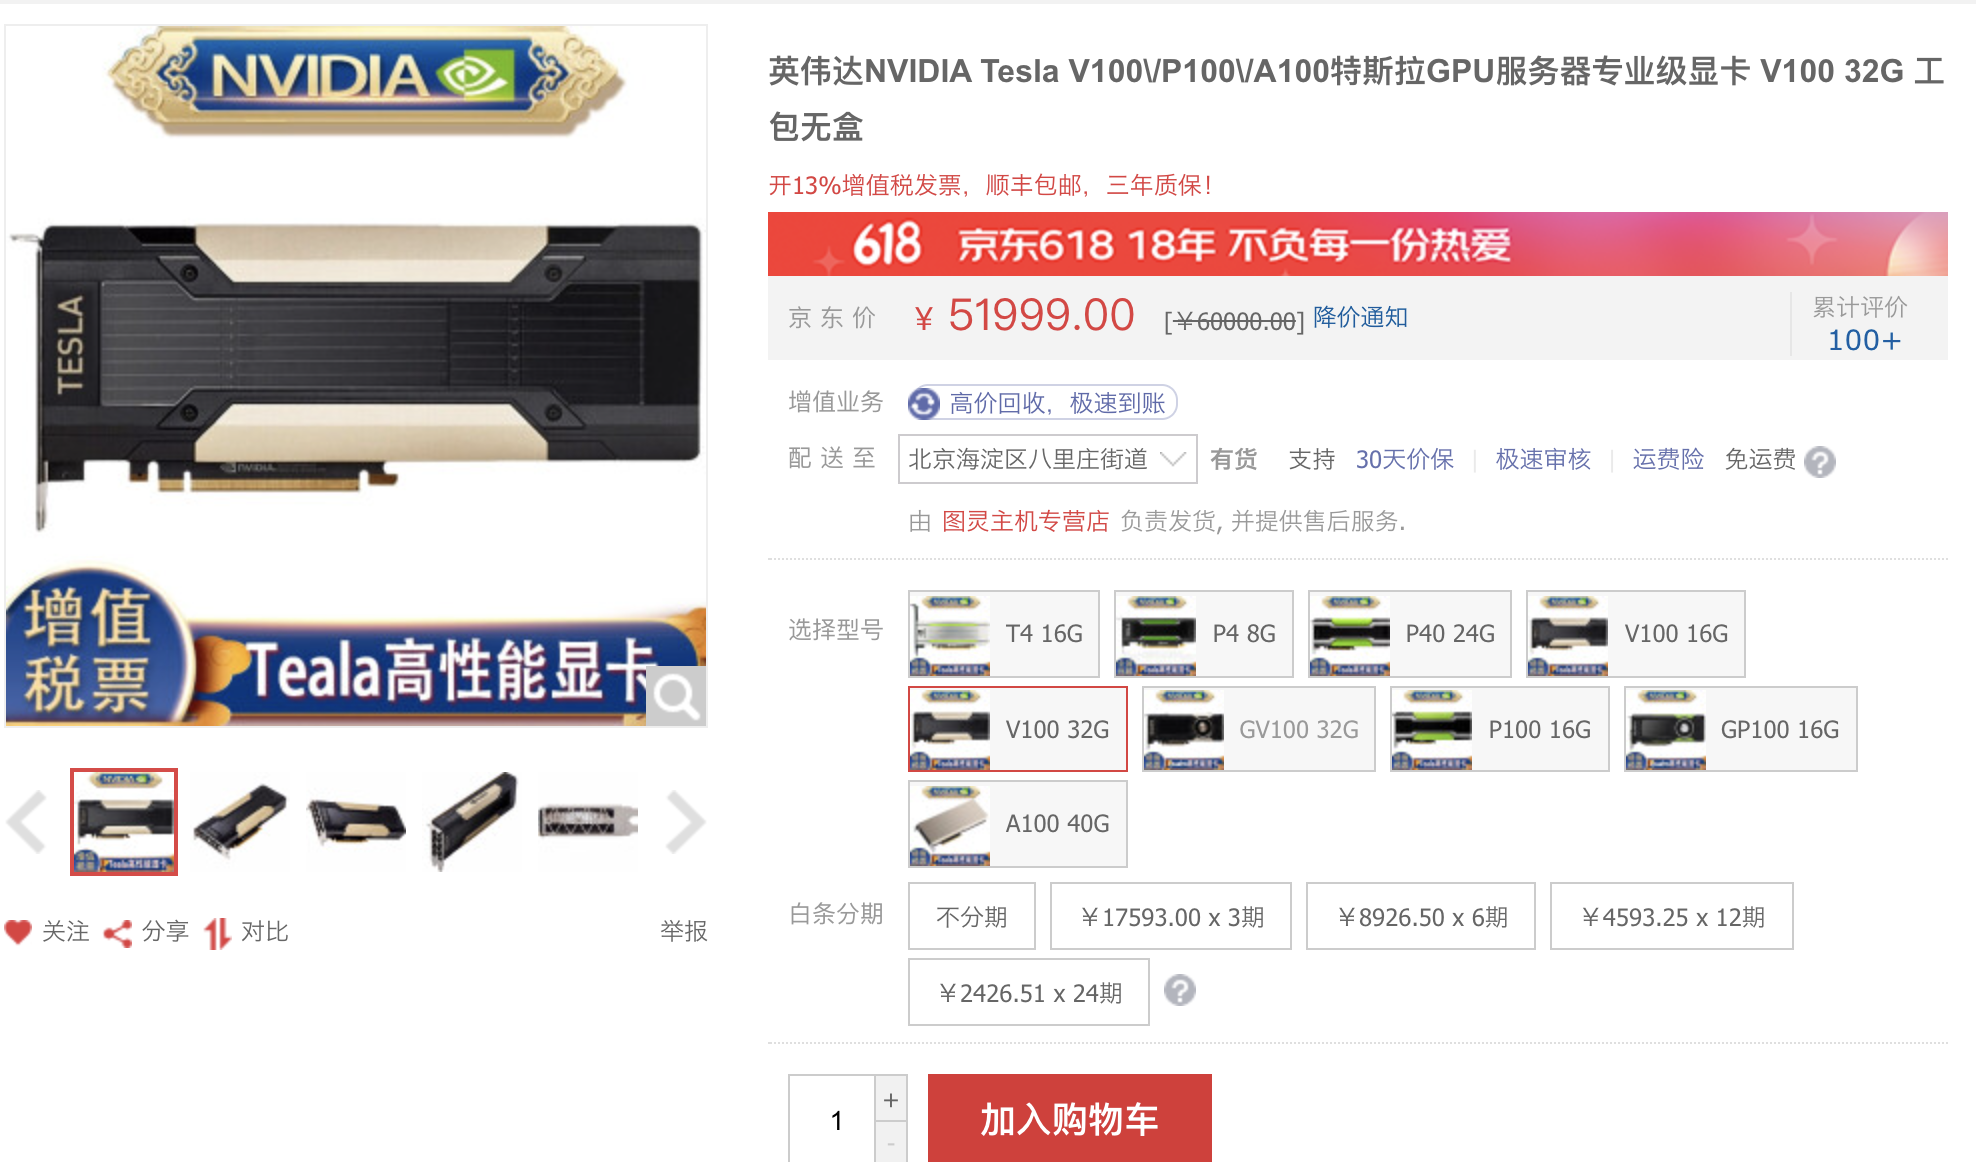 NVIDIA
TESLA
NVIDIA.
增值
税票
Teala高性能显卡
关注 分享 对比 举报
英伟达NVIDIA Tesla V100\/P100\/A100特斯拉GPU服务器专业级显卡 V100 32G 工
包无盒
开13%增值税发票，顺丰包邮，三年质保！
618 京东618 18年 不负每一份热爱
京东价 ￥ 51999.00 [￥60000.00] 降价通知
累计评价
100+
增值业务 高价回收，极速到账
配送至 北京海淀区八里庄街道 有货 支持 30天价保 极速审核 运费险 免运费 ?
由 图灵主机专营店 负责发货, 并提供售后服务.
选择型号 T4 16G P4 8G P40 24G V100 16G
V100 32G GV100 32G P100 16G GP100 16G
A100 40G
白条分期 不分期 ￥17593.00 x 3期 ￥8926.50 x 6期 ￥4593.25 x 12期
￥2426.51 x 24期 ?
1 + - 加入购物车